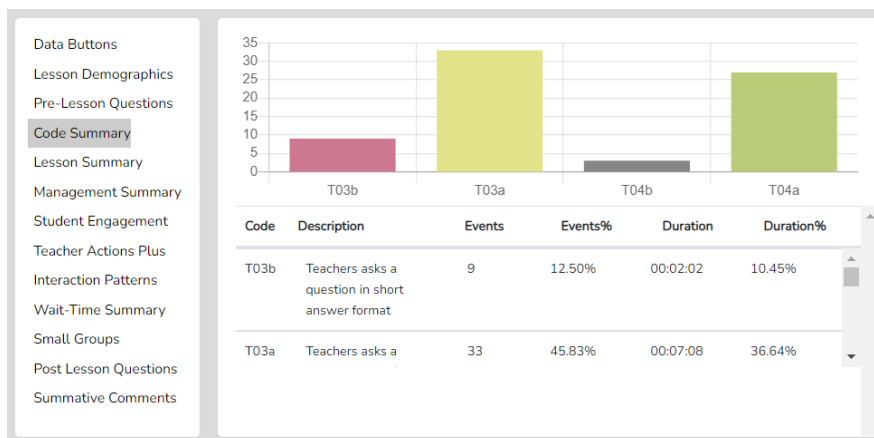 Data Buttons
Lesson Demographics
Pre-Lesson Questions
Code Summary
Lesson Summary
Management Summary
Student Engagement
Teacher Actions Plus
Interaction Patterns
Wait-Time Summary
Small Groups
Post Lesson Questions
Summative Comments
35
30
25
20
15
10
5
0
T03b T03a T04b T04a
Code Description Events Events% Duration Duration%
T03b Teachers asks a 9 12.50% 00:02:02 10.45%
question in short
answer format
T03a Teachers asks a 33 45.83% 00:07:08 36.64%